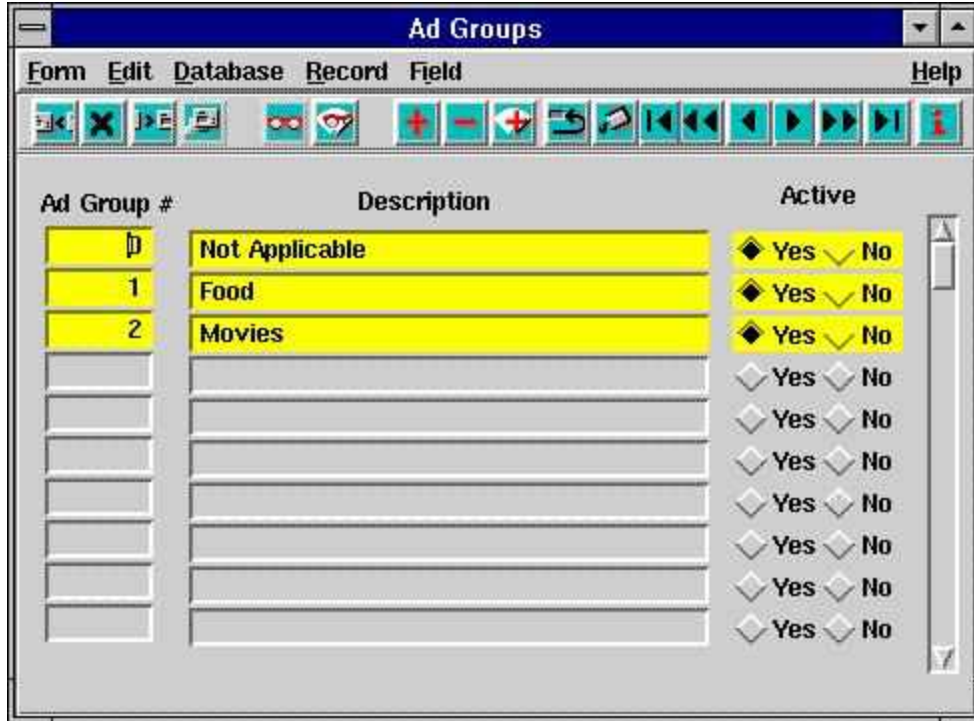 Ad Groups
Form Edit Database Record Field Help
Ad Group # Description Active
0 Not Applicable Yes No
1 Food Yes No
2 Movies Yes No
Yes No
Yes No
Yes No
Yes No
Yes No
Yes No
Yes No